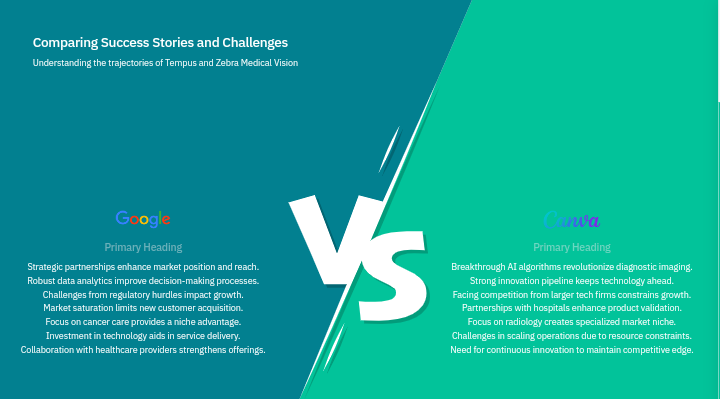 Comparing Success Stories and Challenges
Understanding the trajectories of Tempus and Zebra Medical Vision
VS
Google
Primary Heading
Strategic partnerships enhance market position and reach.
Robust data analytics improve decision-making processes.
Challenges from regulatory hurdles impact growth.
Market saturation limits new customer acquisition.
Focus on cancer care provides a niche advantage.
Investment in technology aids in service delivery.
Collaboration with healthcare providers strengthens offerings.
Canva
Primary Heading
Breakthrough AI algorithms revolutionize diagnostic imaging.
Strong innovation pipeline keeps technology ahead.
Facing competition from larger tech firms constrains growth.
Partnerships with hospitals enhance product validation.
Focus on radiology creates specialized market niche.
Challenges in scaling operations due to resource constraints.
Need for continuous innovation to maintain competitive edge.